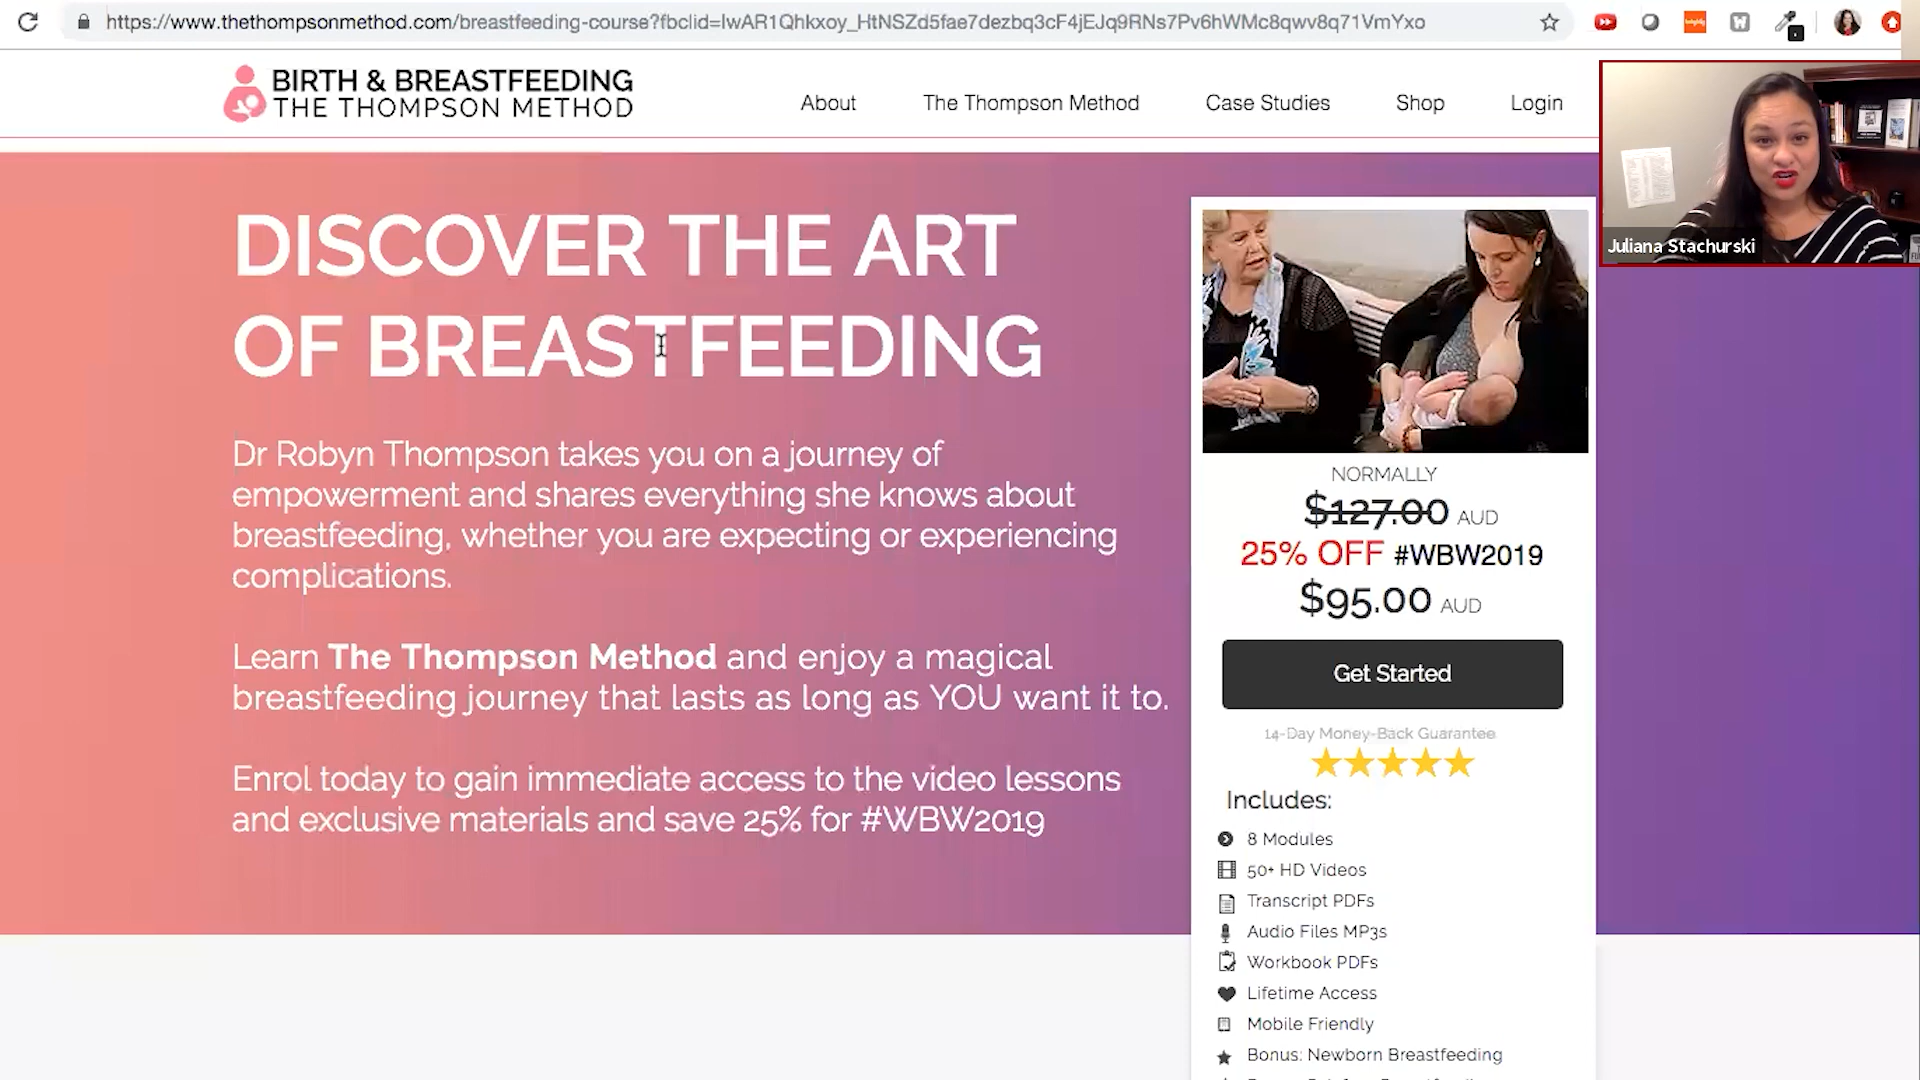 https://www.thethompsonmethod.com/breastfeeding-course?fbclid=IwAR1Qhkxoy_HtNSZd5fae7dezbq3cF4jEJq9RNs7Pv6hWMc8qwv8q71VmYxo
BIRTH & BREASTFEEDING
THE THOMPSON METHOD
About
The Thompson Method
Case Studies
Shop
Login
Juliana Stachurski
DISCOVER THE ART
OF BREASTFEEDING
Dr Robyn Thompson takes you on a journey of
empowerment and shares everything she knows about
breastfeeding, whether you are expecting or experiencing
complications.
Learn The Thompson Method and enjoy a magical
breastfeeding journey that lasts as long as YOU want it to.
Enrol today to gain immediate access to the video lessons
and exclusive materials and save 25% for #WBW2019
NORMALLY
$127.00 AUD
25% OFF #WBW2019
$95.00 AUD
Get Started
14-Day Money-Back Guarantee
Includes:
8 Modules
50+ HD Videos
Transcript PDFs
Audio Files MP3s
Workbook PDFs
Lifetime Access
Mobile Friendly
Bonus: Newborn Breastfeeding